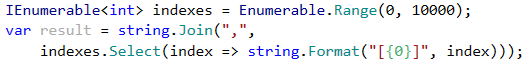 IEnumerable<int> indexes = Enumerable.Range(0, 10000);
var result = string.Join(",",
    indexes.Select(index => string.Format("[{0}]", index)));